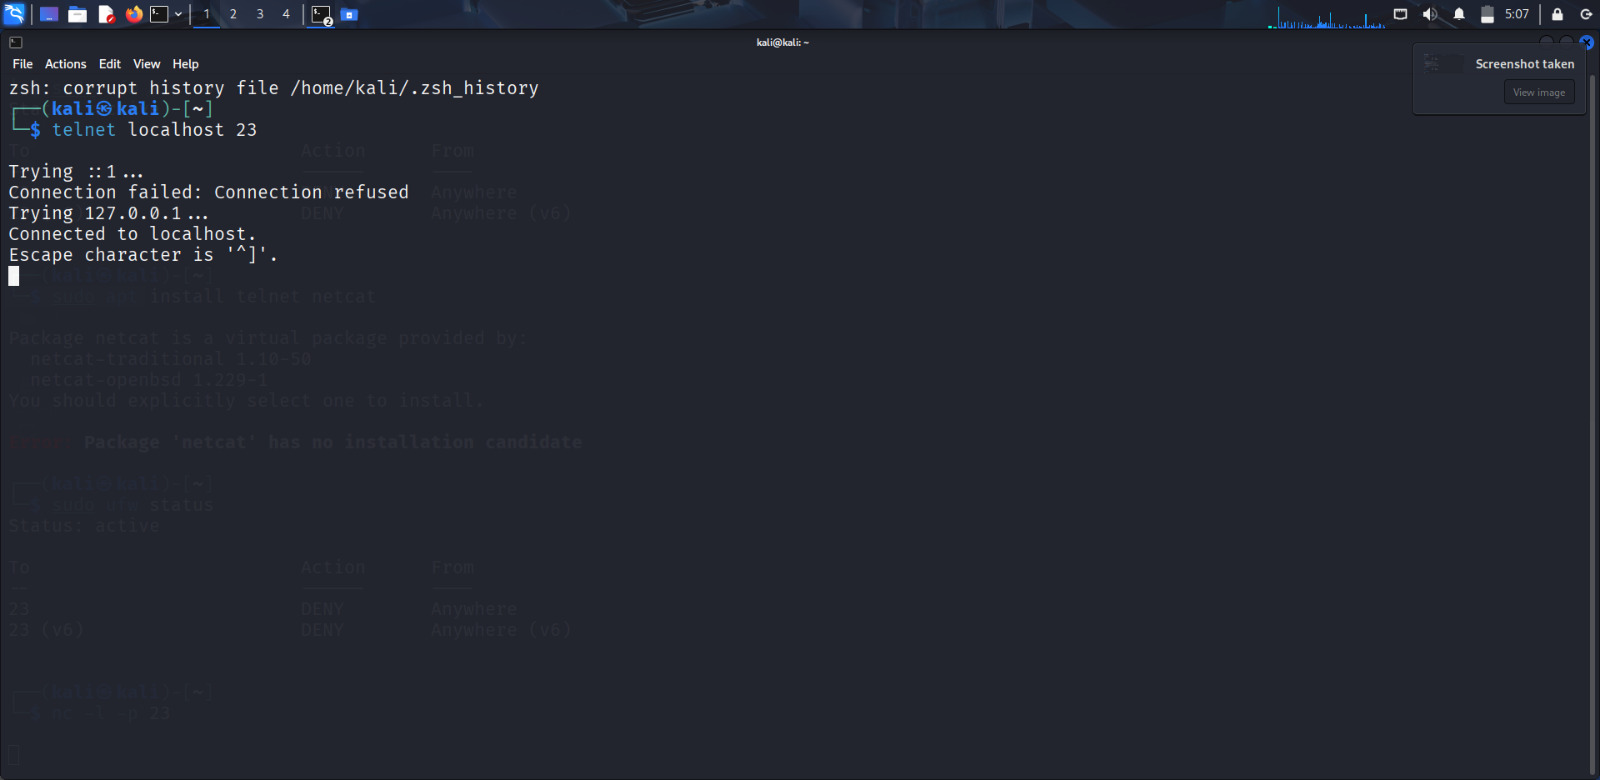 1 2 3 4
2
5:07
kali@kali: ~
File Actions Edit View Help
Screenshot taken
View image
zsh: corrupt history file /home/kali/.zsh_history
(kali㉿kali)-[~]
$ telnet localhost 23
To Action From
Trying ::1...
Connection failed: Connection refused
Anywhere
Trying 127.0.0.1...
DENY Anywhere (v6)
Connected to localhost.
Escape character is '^]'.
(kali㉿kali)-[~]
$ sudo apt install telnet netcat
Package netcat is a virtual package provided by:
netcat-traditional 1.10-50
netcat-openbsd 1.229-1
You should explicitly select one to install.
Package 'netcat' has no installation candidate
(kali㉿kali)-[~]
$ sudo ufw status
Status: active
To Action From
-- ------ ----
23 DENY Anywhere
23 (v6) DENY Anywhere (v6)
(kali㉿kali)-[~]
$ nc -l -p 23